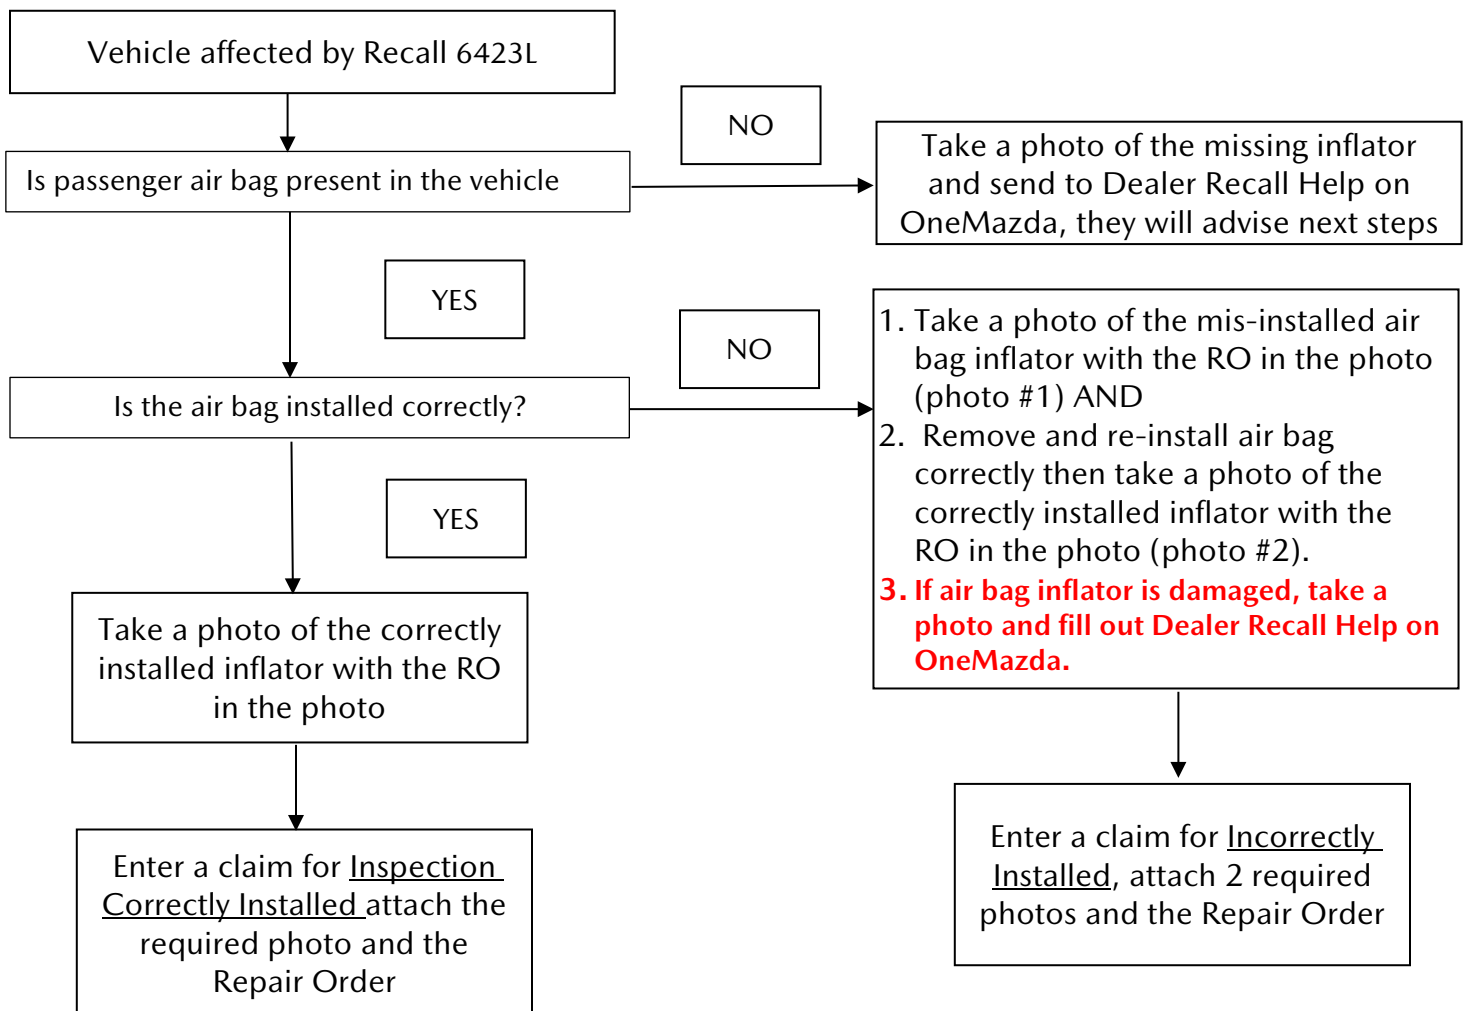 Vehicle affected by Recall 6423L
NO
Is passenger air bag present in the vehicle
Take a photo of the missing inflator
and send to Dealer Recall Help on
OneMazda, they will advise next steps
YES
NO
Is the air bag installed correctly?
1. Take a photo of the mis-installed air
bag inflator with the RO in the photo
(photo #1) AND
2. Remove and re-install air bag
correctly then take a photo of the
correctly installed inflator with the
RO in the photo (photo #2).
3. If air bag inflator is damaged, take a
photo and fill out Dealer Recall Help on
OneMazda.
YES
Take a photo of the correctly
installed inflator with the RO
in the photo
Enter a claim for Inspection
Correctly Installed attach the
required photo and the
Repair Order
Enter a claim for Incorrectly
Installed, attach 2 required
photos and the Repair Order